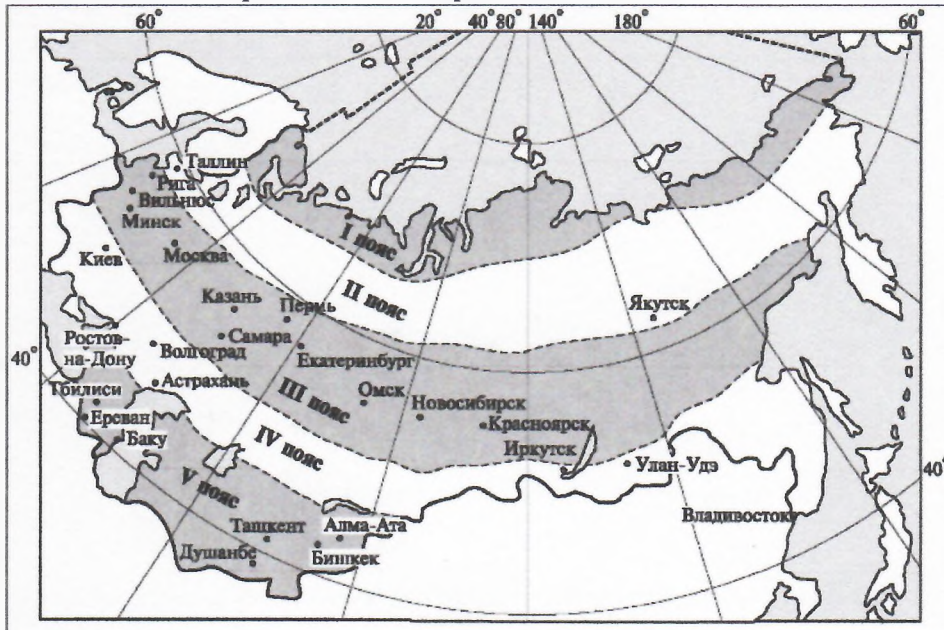 60° 20° 40° 80° 140° 180° 60°
Таллин
Рига
Вильнюс
Минск
Киев
Москва
I пояс
II пояс
Казань
Пермь
Якутск
Ростов-
на-Дону
Самара
Волгоград
Екатеринбург
40°
Тбилиси
Астрахань
III пояс
Омск
Новосибирск
Красноярск
Ереван
Баку
IV пояс
Иркутск
Улан-Удэ
40°
V пояс
Владивосток
Ташкент
Алма-Ата
Душанбе
Бишкек